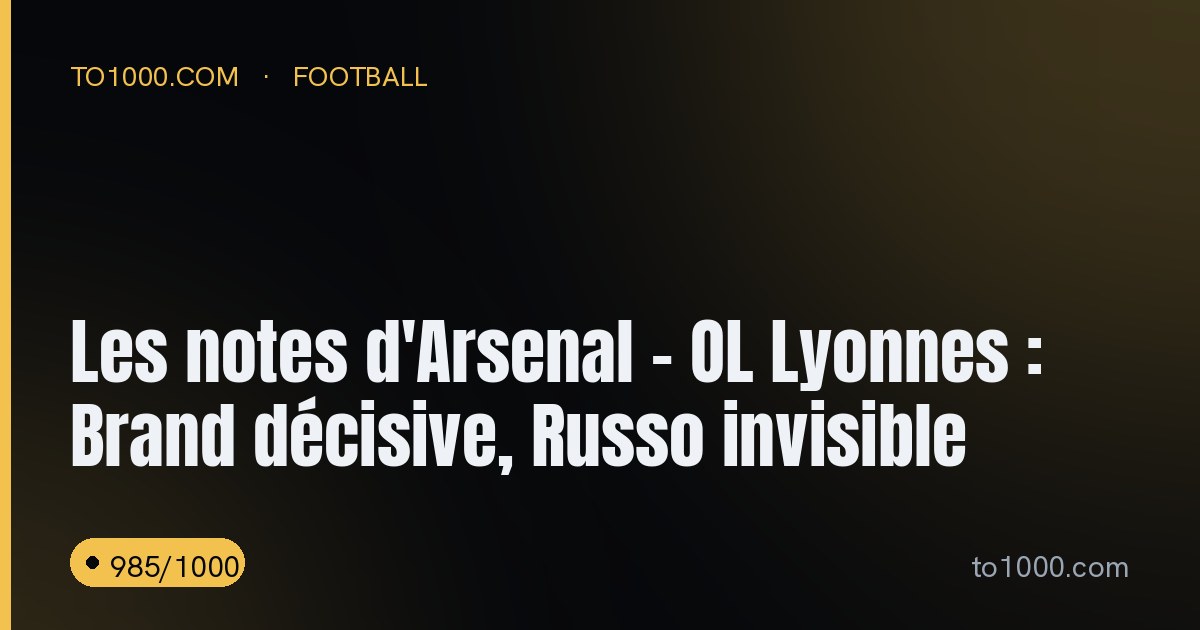 TO1000.COM · FOOTBALL
Les notes d'Arsenal - OL Lyonnes :
Brand décisive, Russo invisible
985/1000
to1000.com